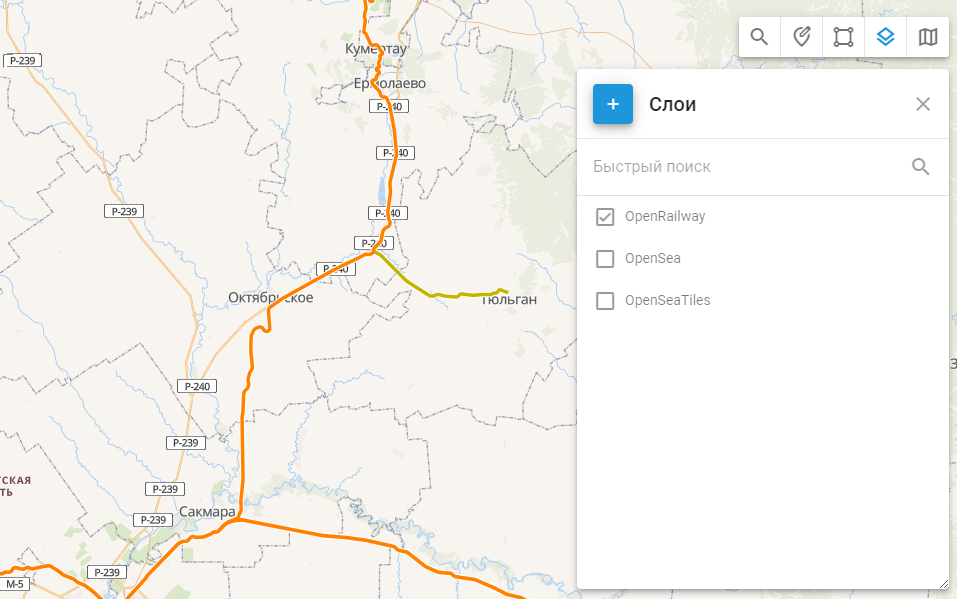 Кумертау
Р-239
Ермолаево
Р-240
Р-240
Р-239
Р-240
Р-240
Р-240
Октябрьское
Тюльган
Р-240
Р-239
ТСКАЯ
ТЬ
Р-239
Сакмара
Р-239
Р-239
М-5
Слои
Быстрый поиск
OpenRailway
OpenSea
OpenSeaTiles